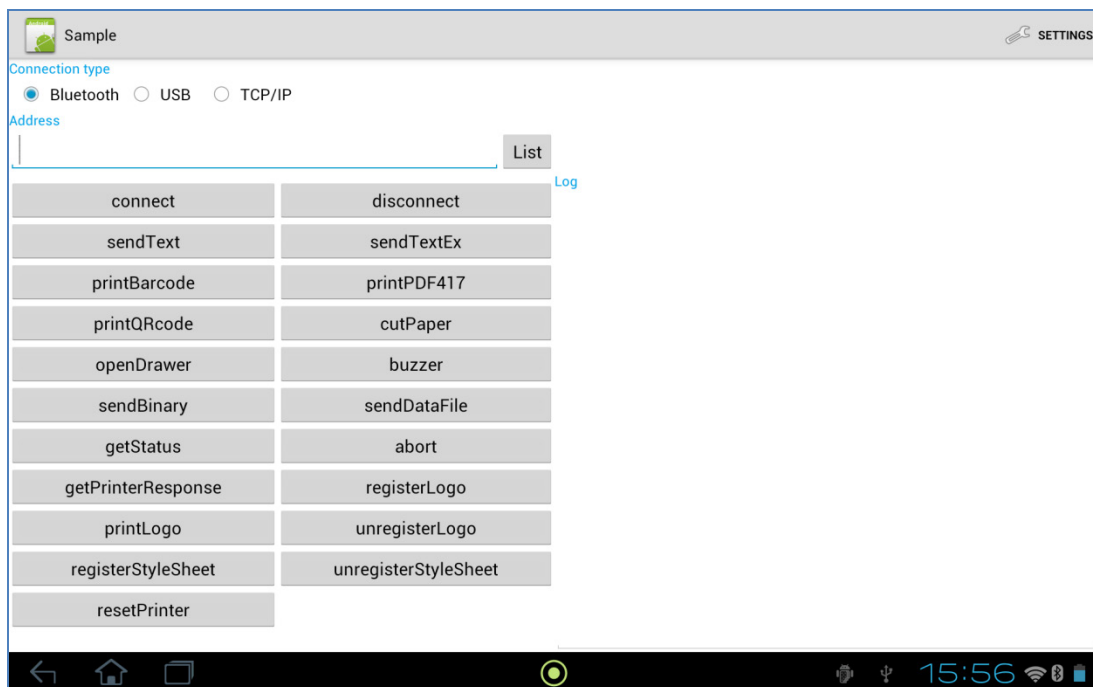 Sample SETTINGS
Connection type
Bluetooth USB TCP/IP
Address
List
Log
connect disconnect
sendText sendTextEx
printBarcode printPDF417
printQRcode cutPaper
openDrawer buzzer
sendBinary sendDataFile
getStatus abort
getPrinterResponse registerLogo
printLogo unregisterLogo
registerStyleSheet unregisterStyleSheet
resetPrinter
15:56